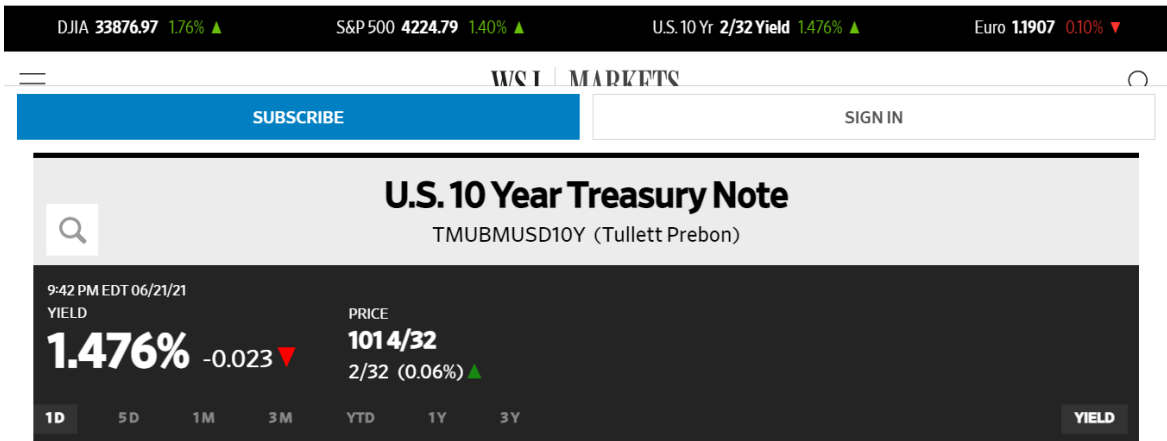 DJIA 33876.97 1.76% ▲ S&P 500 4224.79 1.40% ▲ U.S. 10 Yr 2/32 Yield 1.476% ▲ Euro 1.1907 0.10% ▼
WSJ MARKETS
SUBSCRIBE SIGN IN
U.S. 10 Year Treasury Note
TMUBMUSD10Y (Tullett Prebon)
9:42 PM EDT 06/21/21
YIELD PRICE
1.476% -0.023 ▼ 101 4/32
2/32 (0.06%) ▲
1D 5D 1M 3M YTD 1Y 3Y YIELD